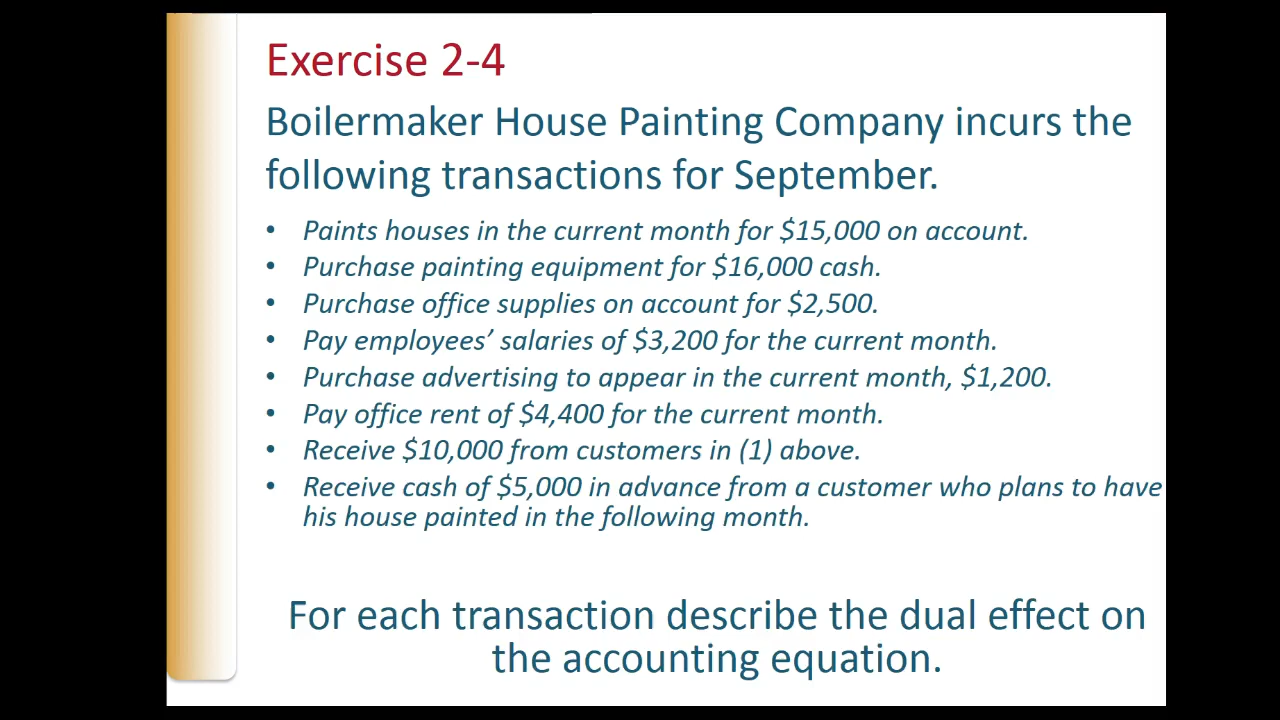 Exercise 2-4
Boilermaker House Painting Company incurs the
following transactions for September.
• Paints houses in the current month for $15,000 on account.
• Purchase painting equipment for $16,000 cash.
• Purchase office supplies on account for $2,500.
• Pay employees’ salaries of $3,200 for the current month.
• Purchase advertising to appear in the current month, $1,200.
• Pay office rent of $4,400 for the current month.
• Receive $10,000 from customers in (1) above.
• Receive cash of $5,000 in advance from a customer who plans to have
his house painted in the following month.
For each transaction describe the dual effect on
the accounting equation.